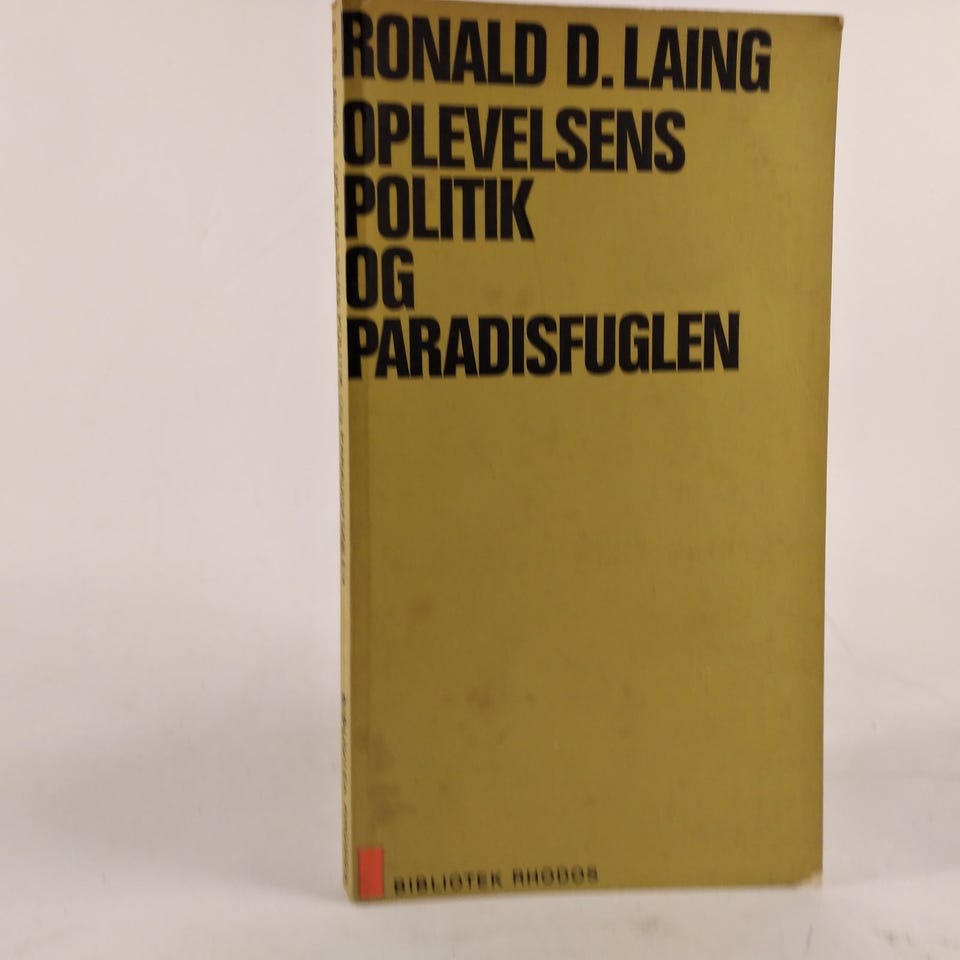 RONALD D. LAING
OPLEVELSENS
POLITIK
OG
PARADISFUGLEN
BIBLIOTEK RHODOS